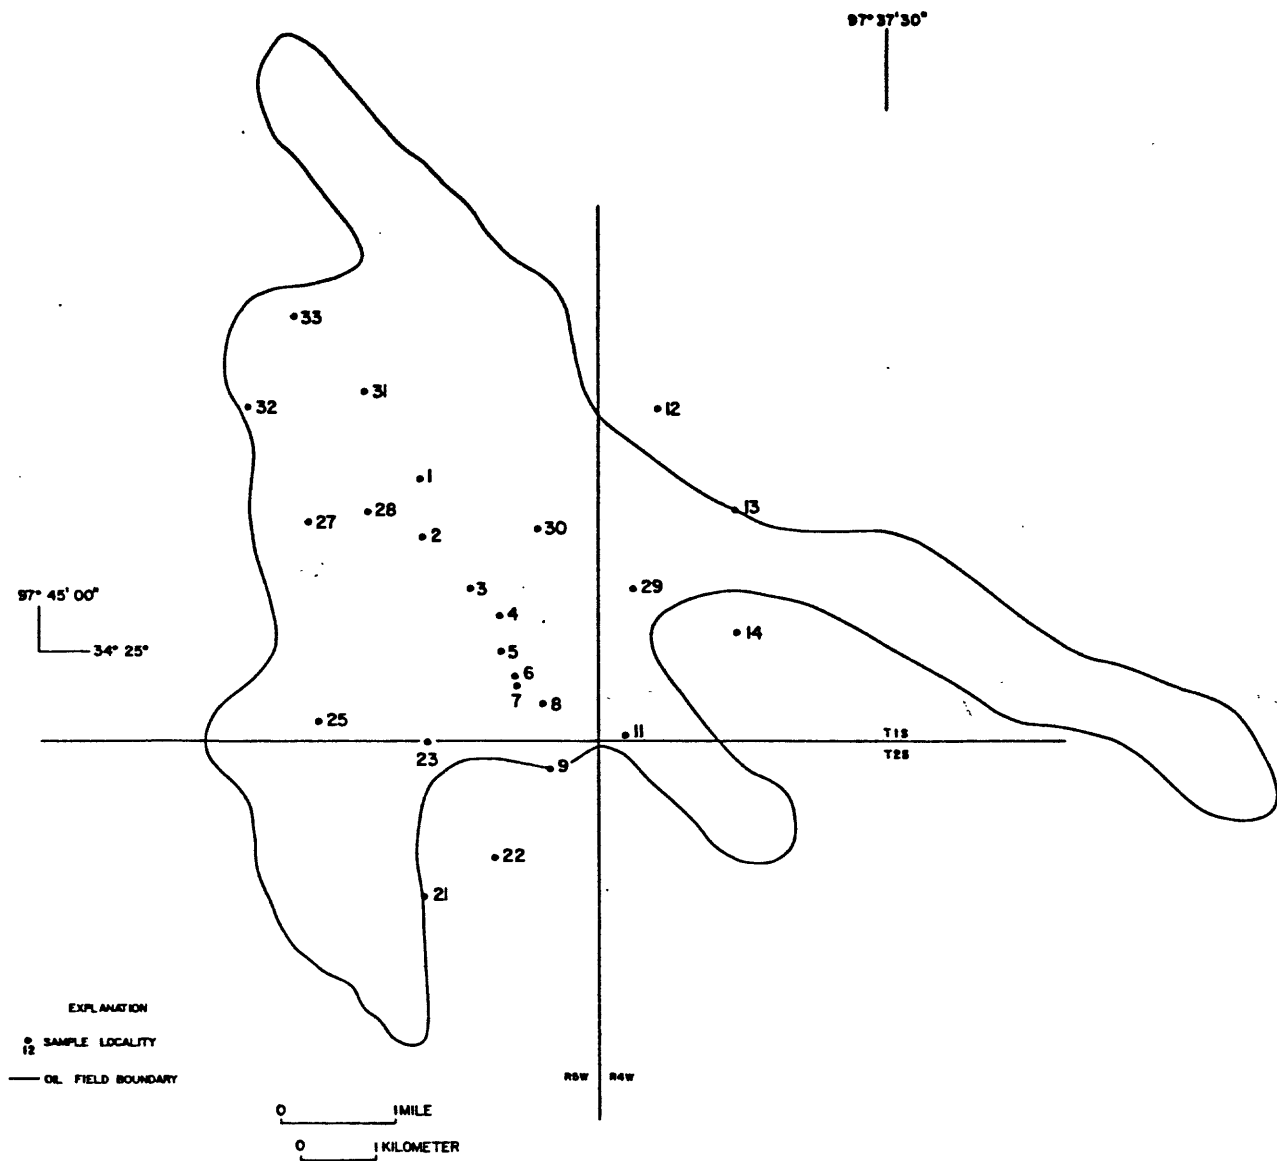 97° 37' 30"
33
31
32
12
1
28
13
27
30
2
3
29
97° 45' 00"
4
14
34° 25'
5
6
7
8
25
11
T1S
23
T2S
9
22
21
EXPLANATION
12 SAMPLE LOCALITY
OIL FIELD BOUNDARY
R5W R4W
0 1 MILE
0 1 KILOMETER